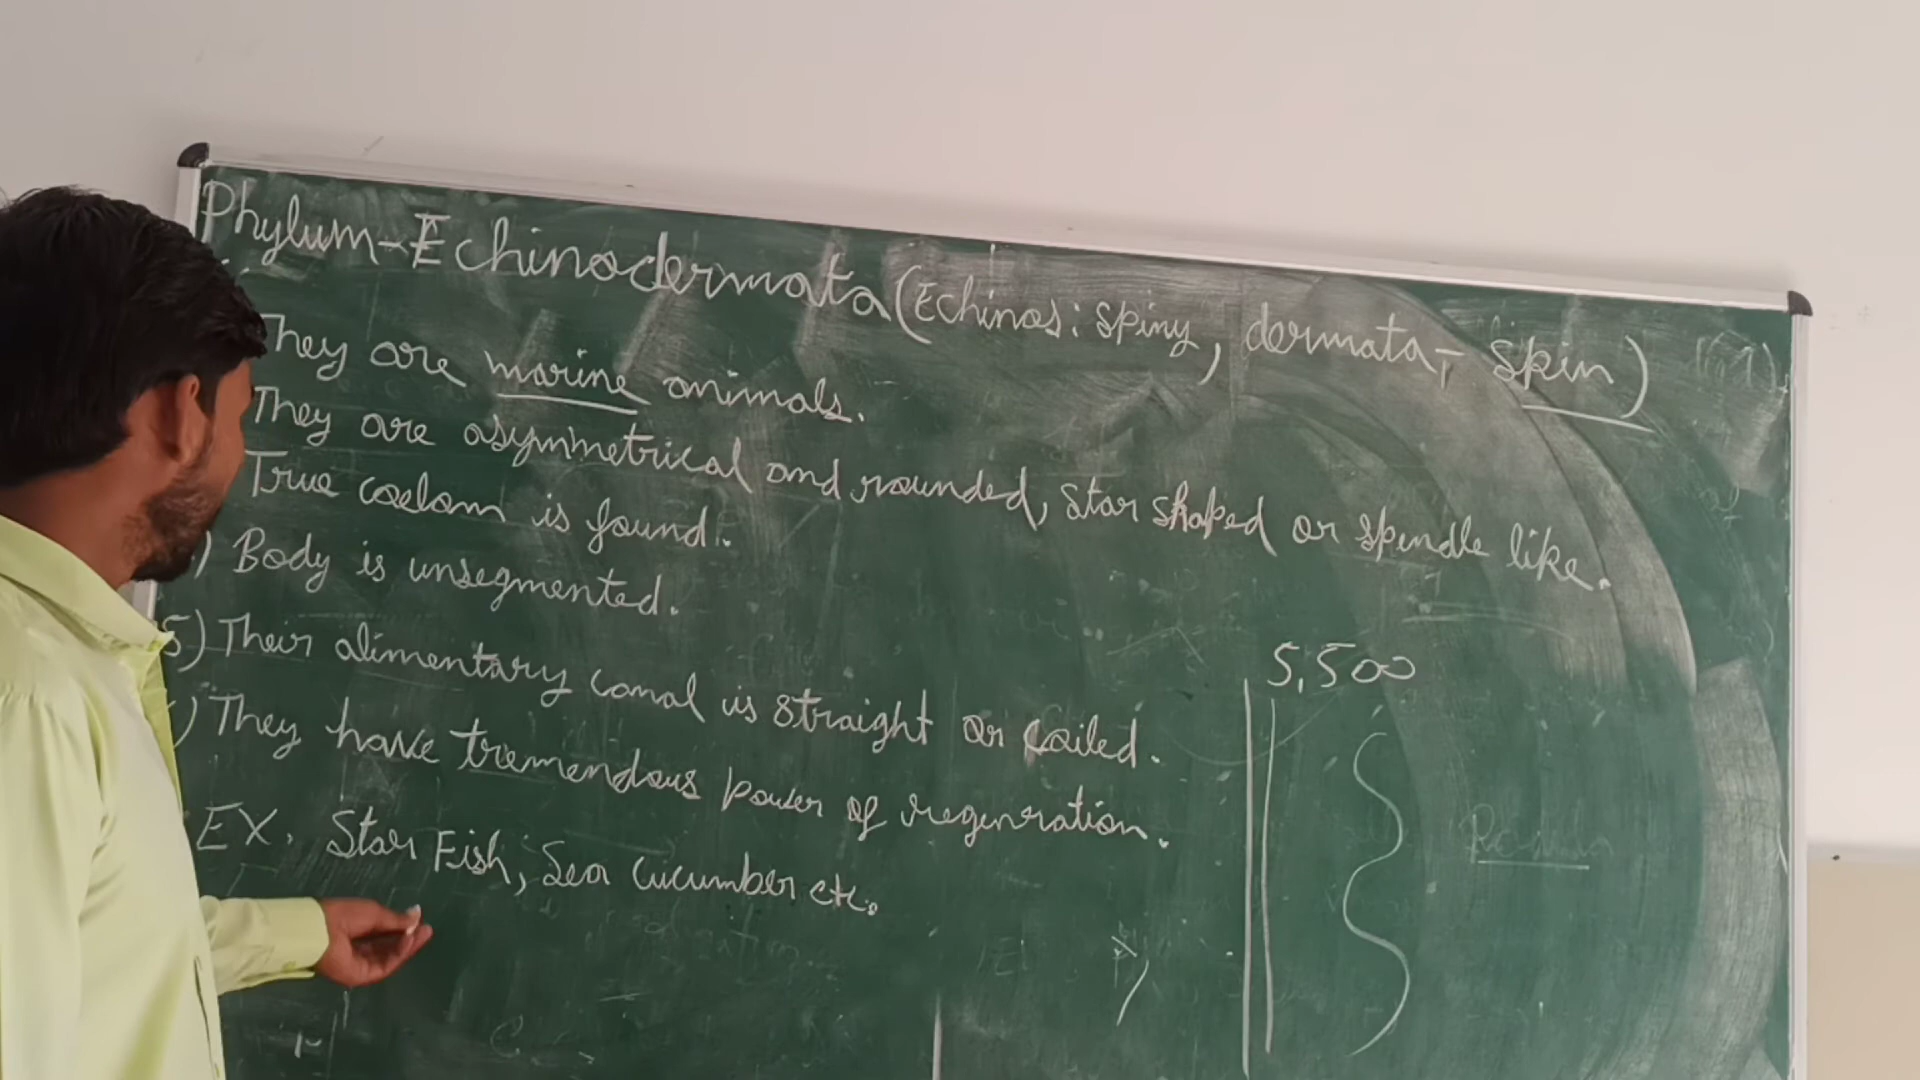 Phylum-Echinodermata (Echinos: spiny, dermata- skin)
They are marine animals.
They are asymmetrical and rounded, star shaped or spindle like.
True coelom is found.
) Body is unsegmented.
5) Their alimentary canal is straight or coiled.
) They have tremendous power of regeneration.
EX. Star Fish, Sea Cucumber etc.
5,500